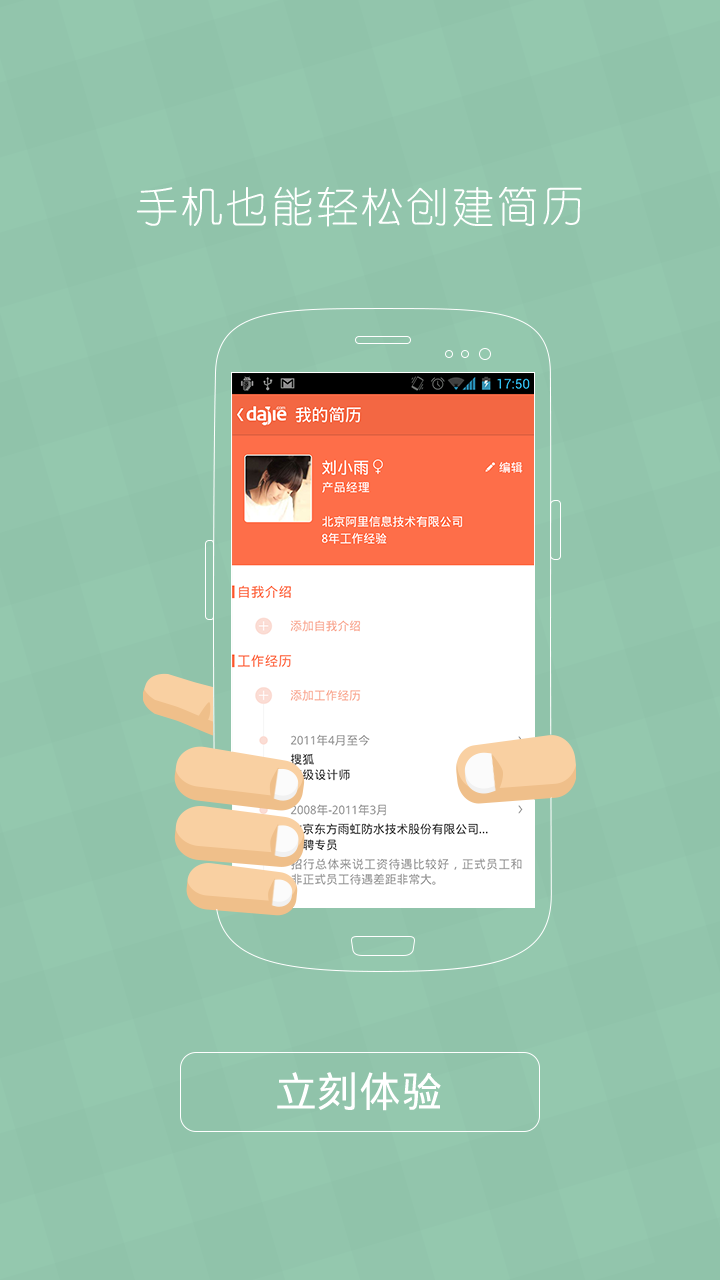 手机也能轻松创建简历
17:50
dajie 我的简历
刘小雨♀
编辑
产品经理
北京阿里信息技术有限公司
8年工作经验
自我介绍
添加自我介绍
工作经历
添加工作经历
2011年4月至今
搜狐
级设计师
2008年-2011年3月
京东方雨虹防水技术股份有限公司...
聘专员
招行总体来说工资待遇比较好，正式员工和
非正式员工待遇差距非常大。
立刻体验